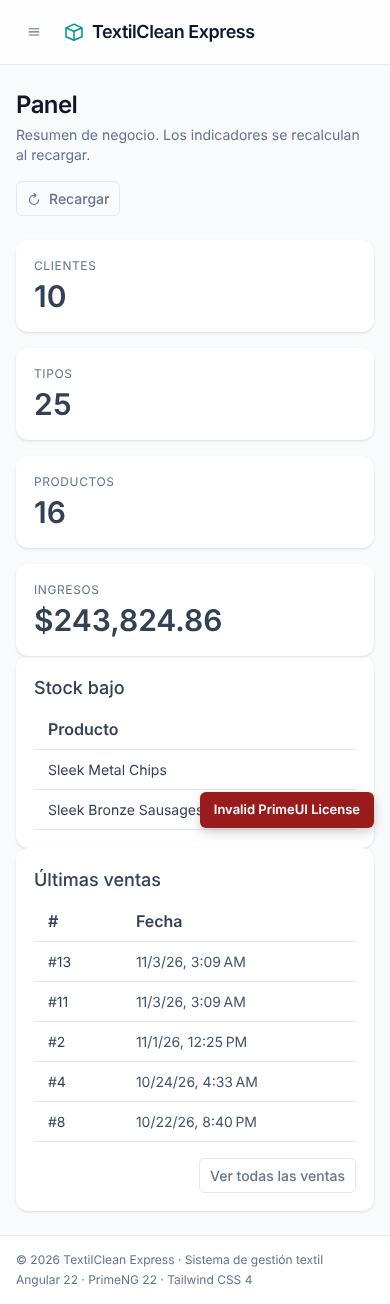 TextilClean Express
Panel
Resumen de negocio. Los indicadores se recalculan
al recargar.
Recargar
CLIENTES
10
TIPOS
25
PRODUCTOS
16
INGRESOS
$243,824.86
Stock bajo
Producto
Sleek Metal Chips
Sleek Bronze Sausages
Invalid PrimeUI License
Últimas ventas
# Fecha
#13 11/3/26, 3:09 AM
#11 11/3/26, 3:09 AM
#2 11/1/26, 12:25 PM
#4 10/24/26, 4:33 AM
#8 10/22/26, 8:40 PM
Ver todas las ventas
© 2026 TextilClean Express · Sistema de gestión textil
Angular 22 · PrimeNG 22 · Tailwind CSS 4